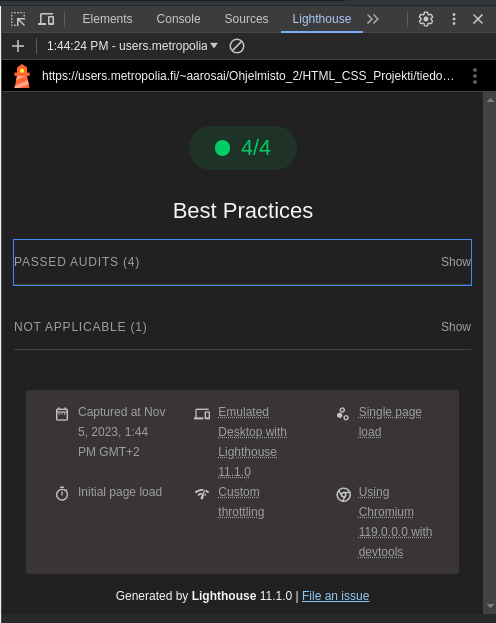 Elements Console Sources Lighthouse
1:44:24 PM - users.metropolia
https://users.metropolia.fi/~aarosai/Ohjelmisto_2/HTML_CSS_Projekti/tiedo…
4/4
Best Practices
PASSED AUDITS (4) Show
NOT APPLICABLE (1) Show
Captured at Nov 5, 2023, 1:44 PM GMT+2
Emulated Desktop with Lighthouse 11.1.0
Single page load
Initial page load
Custom throttling
Using Chromium 119.0.0.0 with devtools
Generated by Lighthouse 11.1.0 | File an issue